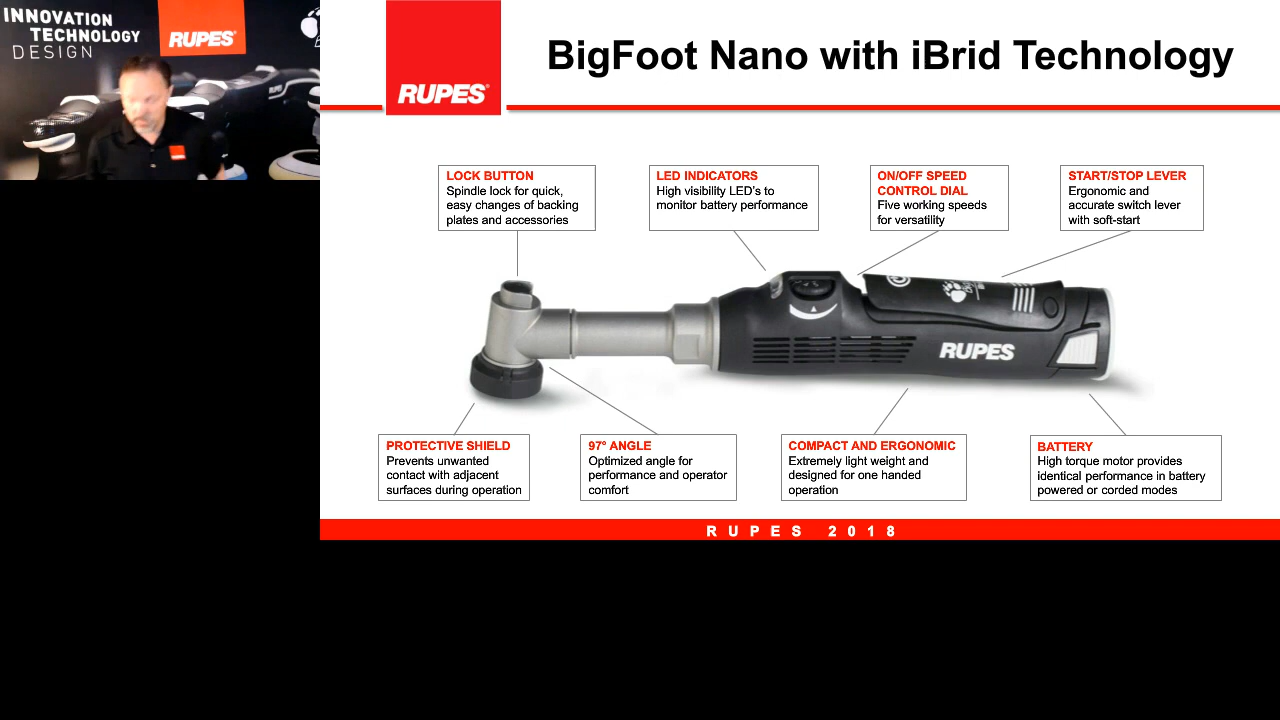 INNOVATION
TECHNOLOGY
DESIGN
RUPES
RUPES®
BigFoot Nano with iBrid Technology
LOCK BUTTON
Spindle lock for quick,
easy changes of backing
plates and accessories
LED INDICATORS
High visibility LED's to
monitor battery performance
ON/OFF SPEED
CONTROL DIAL
Five working speeds
for versatility
START/STOP LEVER
Ergonomic and
accurate switch lever
with soft-start
RUPES
PROTECTIVE SHIELD
Prevents unwanted
contact with adjacent
surfaces during operation
97° ANGLE
Optimized angle for
performance and operator
comfort
COMPACT AND ERGONOMIC
Extremely light weight and
designed for one handed
operation
BATTERY
High torque motor provides
identical performance in battery
powered or corded modes
RUPES 2018